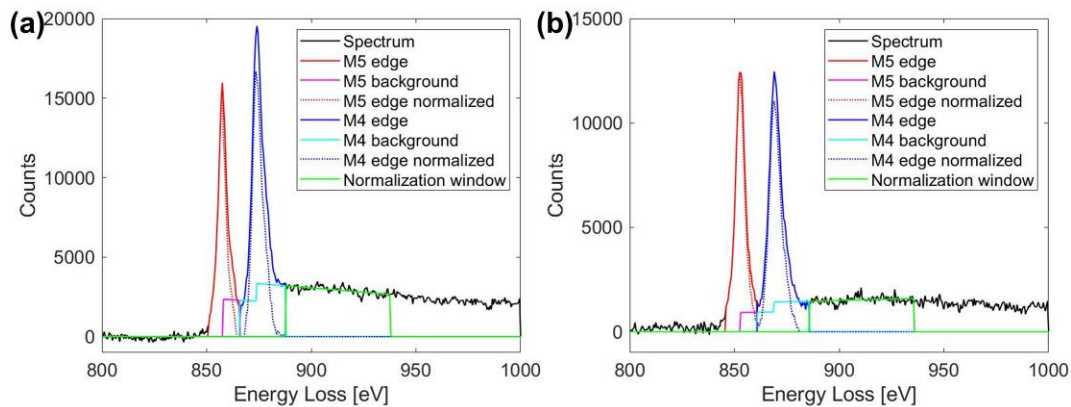 (a)
20000
15000
10000
5000
0
Counts
800
850
900
950
1000
Energy Loss [eV]
Spectrum
M5 edge
M5 background
M5 edge normalized
M4 edge
M4 background
M4 edge normalized
Normalization window
(b)
15000
10000
5000
0
Counts
800
850
900
950
1000
Energy Loss [eV]
Spectrum
M5 edge
M5 background
M5 edge normalized
M4 edge
M4 background
M4 edge normalized
Normalization window